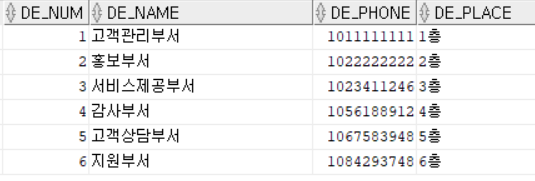 DE_NUM DE_NAME DE_PHONE DE_PLACE
1 고객관리부서 1011111111 1층
2 홍보부서 1022222222 2층
3 서비스제공부서 1023411246 3층
4 감사부서 1056188912 4층
5 고객상담부서 1067583948 5층
6 지원부서 1084293748 6층